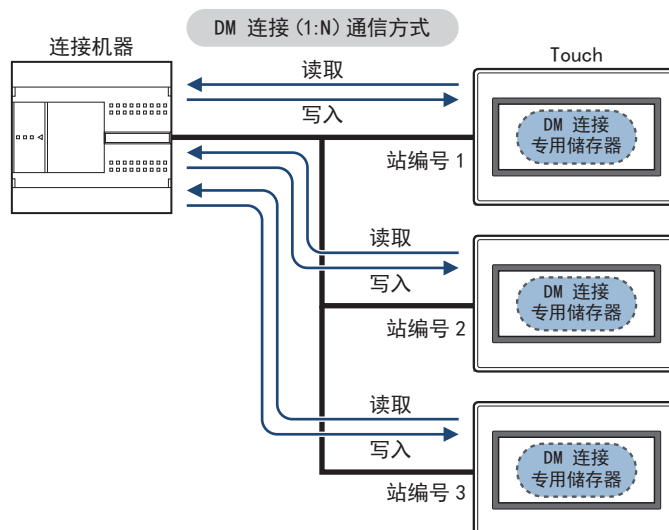 DM 连接(1:N)通信方式
连接机器
Touch
读取
写入
站编号 1
DM 连接
专用储存器
读取
写入
站编号 2
DM 连接
专用储存器
读取
写入
站编号 3
DM 连接
专用储存器